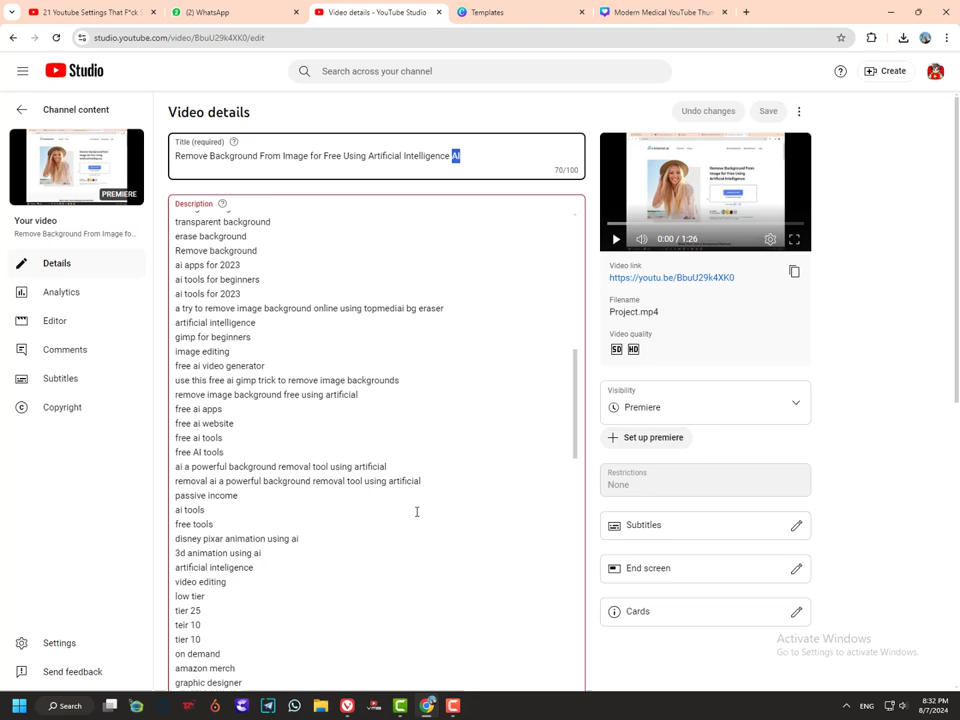 21 Youtube Settings That F*ck S
WhatsApp
Video details - YouTube Studio
Templates
Modern Medical YouTube Thum
studio.youtube.com/video/BbuU29k4XK0/edit
Studio
Search across your channel
Create
Channel content
PREMIERE
Your video
Remove Background From Image fo...
Details
Analytics
Editor
Comments
Subtitles
Copyright
Settings
Send feedback
Video details
Undo changes
Save
Title (required)
Remove Background From Image for Free Using Artificial Intelligence AI
70/100
Description
transparent background
erase background
Remove background
ai apps for 2023
ai tools for beginners
ai tools for 2023
a try to remove image background online using topmediai bg eraser
artificial intelligence
gimp for beginners
image editing
free ai video generator
use this free ai gimp trick to remove image backgrounds
remove image background free using artificial
free ai apps
free ai website
free ai tools
free AI tools
ai a powerful background removal tool using artificial
removal ai a powerful background removal tool using artificial
passive income
ai tools
free tools
disney pixar animation using ai
3d animation using ai
artificial inteligence
video editing
low tier
tier 25
teir 10
tier 10
on demand
amazon merch
graphic designer
Remove Background From Image for Free Using Artificial Intelligence
0:00 / 1:26
Video link
https://youtu.be/BbuU29k4XK0
Filename
Project.mp4
Video quality
SD HD
Visibility
Premiere
Set up premiere
Restrictions
None
Subtitles
End screen
Cards
Activate Windows
Go to Settings to activate Windows.
Search
ENG
8:32 PM
8/7/2024